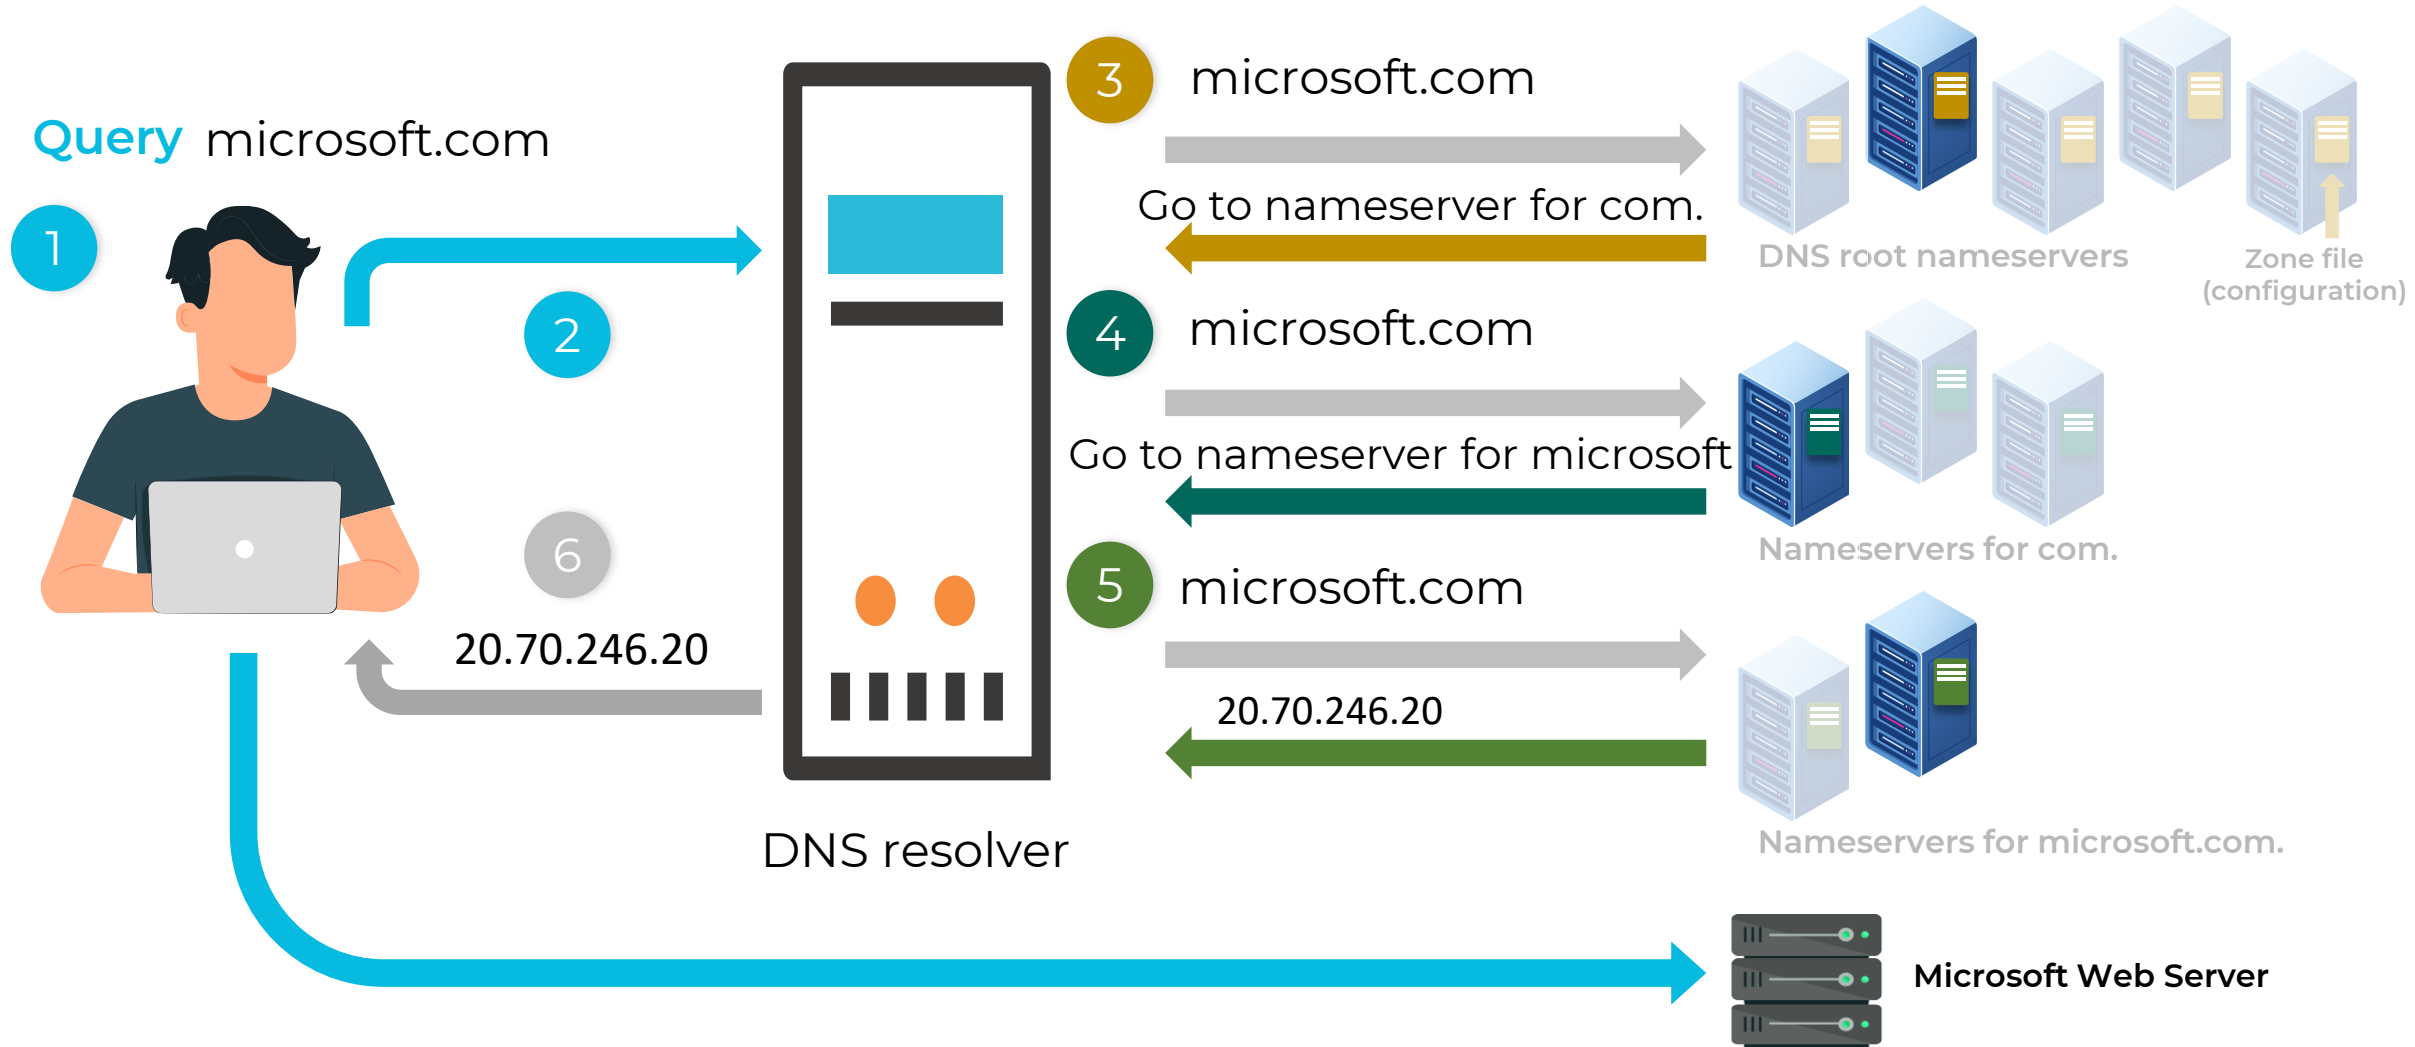 Query microsoft.com
1
2
3
microsoft.com
Go to nameserver for com.
DNS root nameservers
Zone file
(configuration)
4
microsoft.com
Go to nameserver for microsoft
Nameservers for com.
5
microsoft.com
20.70.246.20
Nameservers for microsoft.com.
6
20.70.246.20
DNS resolver
Microsoft Web Server